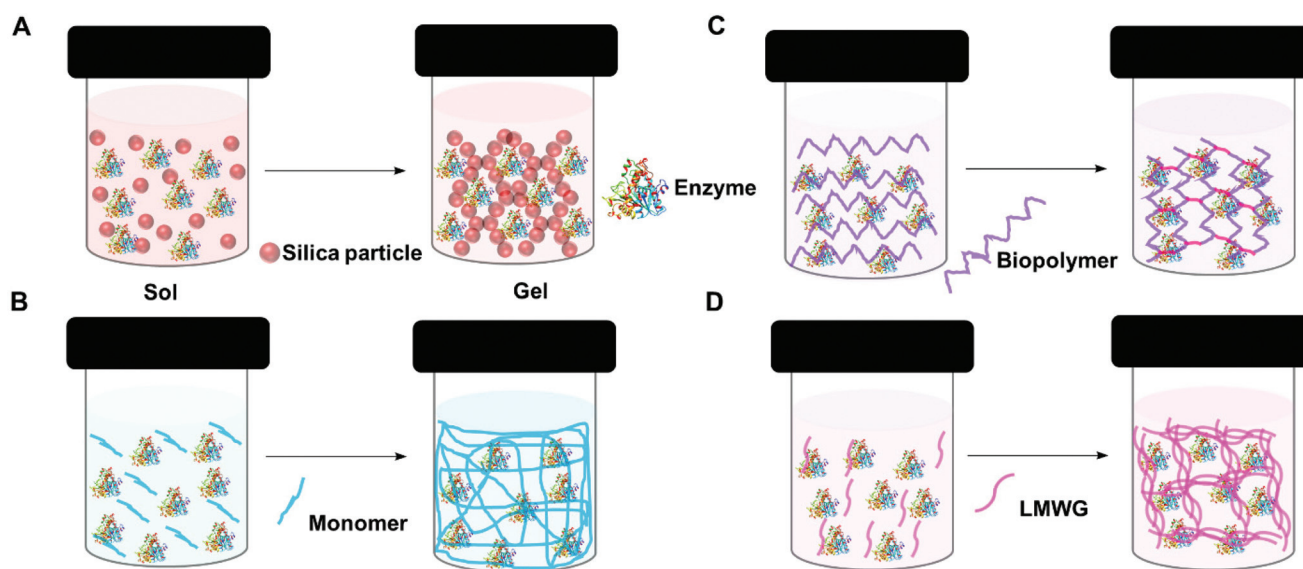 A
Silica particle
Enzyme
Sol
Gel
B
Monomer
C
Biopolymer
D
LMWG